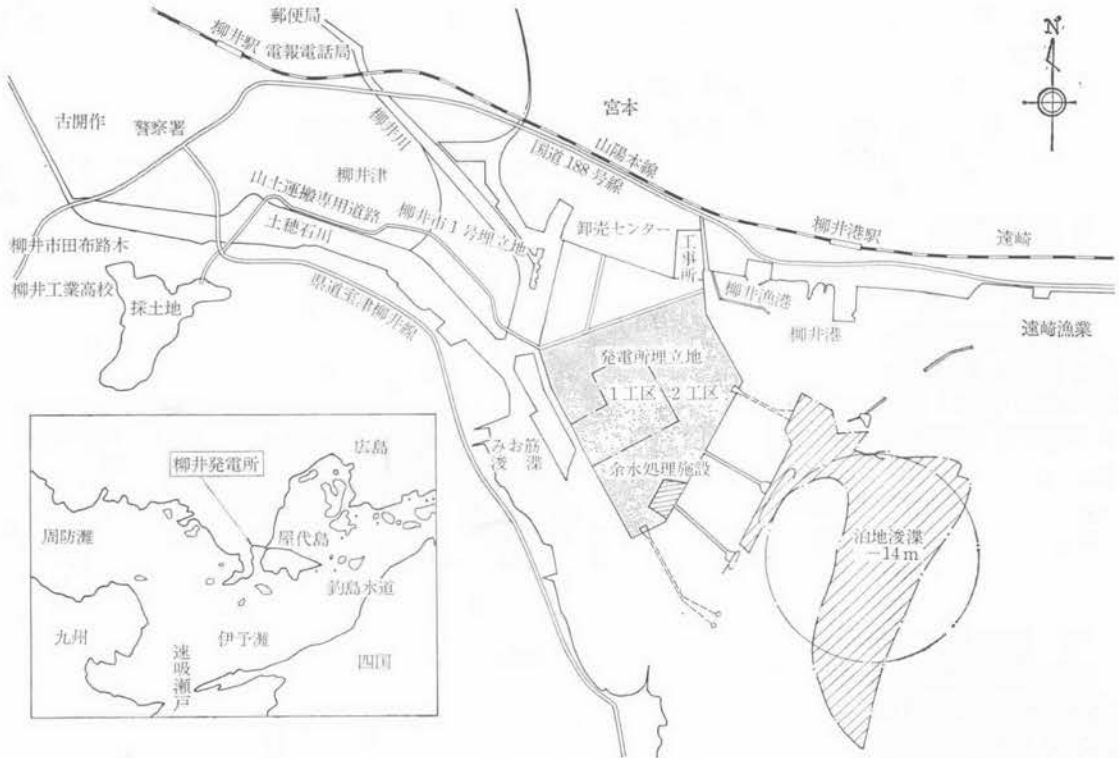 郵便局
柳井駅
電報電話局
N
宮本
古開作
警察署
柳井川
山陽本線
国道188号線
柳井津
山土運搬専用道路
柳井市1号埋立地
土穂石川
卸売センター
柳井港駅
遠崎
工事所
柳井市田布路木
柳井工業高校
採土地
柳井漁港
柳井港
遠崎漁業
発電所埋立地
1工区
2工区
みお筋
浚渫
余水処理施設
泊地浚渫
−14m
広島
柳井発電所
周防灘
屋代島
釣島水道
九州
伊予灘
速吸瀬戸
四国